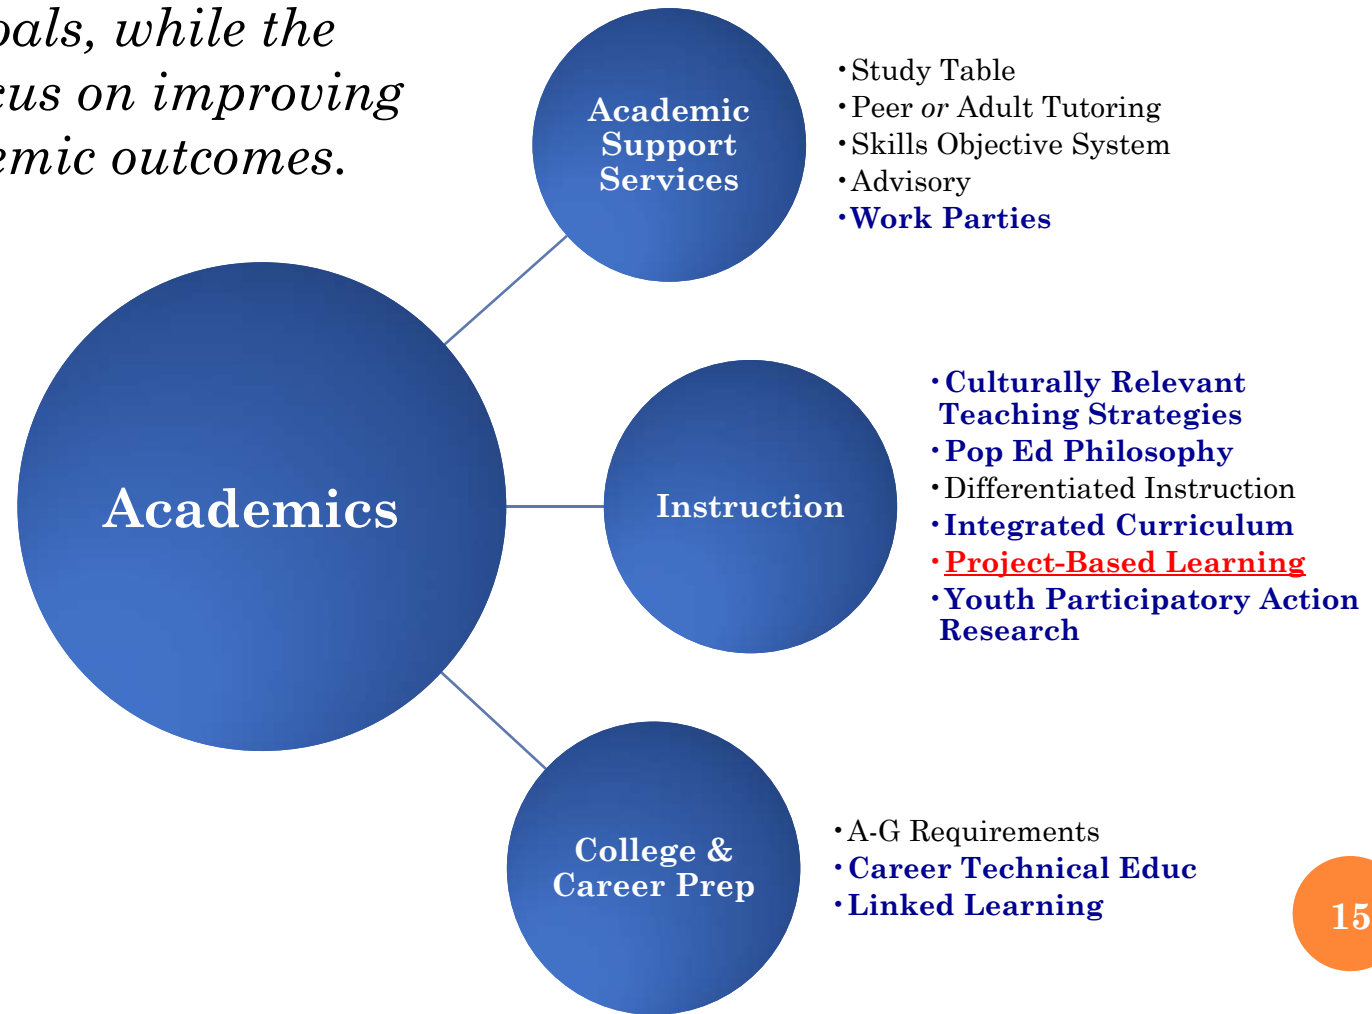 oals, while the
cus on improving
emic outcomes.
Academic
Support
Services
•Study Table
•Peer or Adult Tutoring
•Skills Objective System
•Advisory
•Work Parties
Academics
Instruction
•Culturally Relevant
Teaching Strategies
•Pop Ed Philosophy
•Differentiated Instruction
•Integrated Curriculum
•Project-Based Learning
•Youth Participatory Action
Research
College &
Career Prep
•A-G Requirements
•Career Technical Educ
•Linked Learning
15